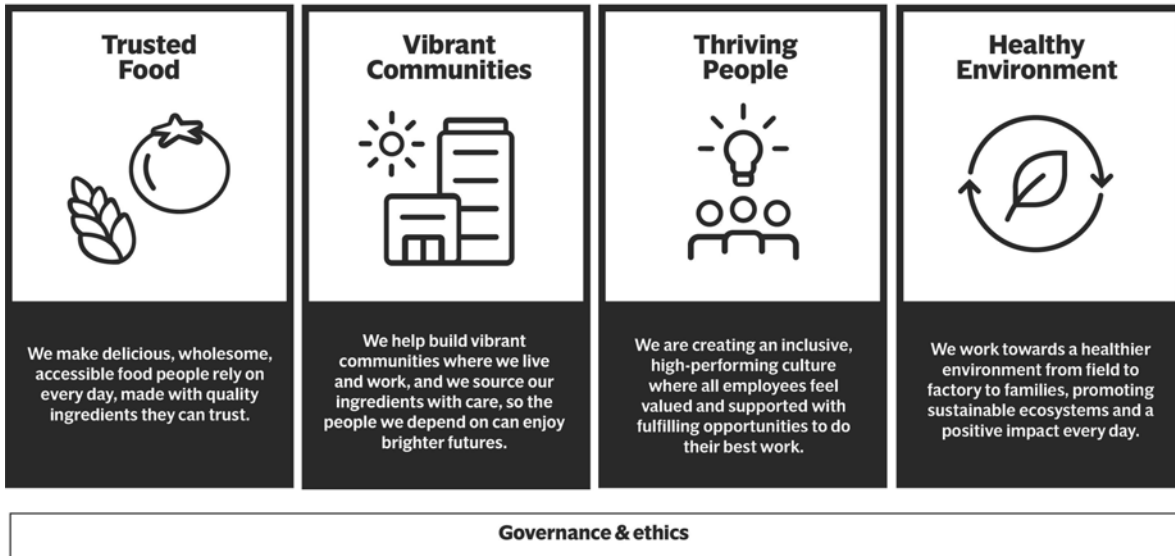 Trusted
Food
We make delicious, wholesome,
accessible food people rely on
every day, made with quality
ingredients they can trust.
Vibrant
Communities
We help build vibrant
communities where we live
and work, and we source our
ingredients with care, so the
people we depend on can enjoy
brighter futures.
Thriving
People
We are creating an inclusive,
high-performing culture
where all employees feel
valued and supported with
fulfilling opportunities to do
their best work.
Healthy
Environment
We work towards a healthier
environment from field to
factory to families, promoting
sustainable ecosystems and a
positive impact every day.
Governance & ethics